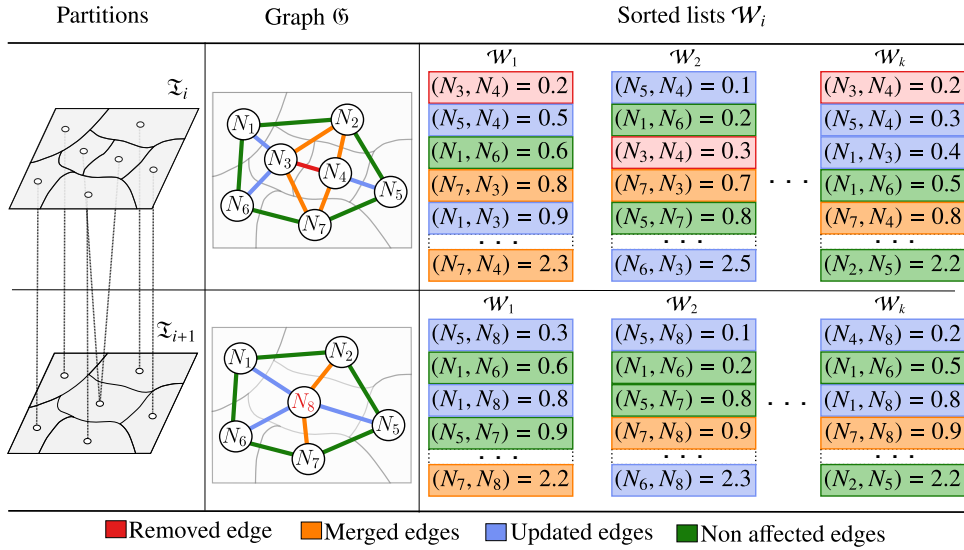 Partitions Graph 𝔊 Sorted lists 𝒲ᵢ
𝔗ᵢ
N₁
N₂
N₃
N₄
N₅
N₆
N₇
𝒲₁
(N₃, N₄) = 0.2
(N₅, N₄) = 0.5
(N₁, N₆) = 0.6
(N₇, N₃) = 0.8
(N₁, N₃) = 0.9
. . .
(N₇, N₄) = 2.3
𝒲₂
(N₅, N₄) = 0.1
(N₁, N₆) = 0.2
(N₃, N₄) = 0.3
(N₇, N₃) = 0.7
(N₅, N₇) = 0.8
. . .
(N₆, N₃) = 2.5
. . .
𝒲ₖ
(N₃, N₄) = 0.2
(N₅, N₄) = 0.3
(N₁, N₃) = 0.4
(N₁, N₆) = 0.5
(N₇, N₄) = 0.8
. . .
(N₂, N₅) = 2.2
𝔗ᵢ₊₁
N₁
N₂
N₈
N₅
N₆
N₇
𝒲₁
(N₅, N₈) = 0.3
(N₁, N₆) = 0.6
(N₁, N₈) = 0.8
(N₅, N₇) = 0.9
. . .
(N₇, N₈) = 2.2
𝒲₂
(N₅, N₈) = 0.1
(N₁, N₆) = 0.2
(N₅, N₇) = 0.8
(N₇, N₈) = 0.9
. . .
(N₆, N₈) = 2.3
. . .
𝒲ₖ
(N₄, N₈) = 0.2
(N₁, N₆) = 0.5
(N₁, N₈) = 0.8
(N₇, N₈) = 0.9
. . .
(N₂, N₅) = 2.2
Removed edge Merged edges Updated edges Non affected edges